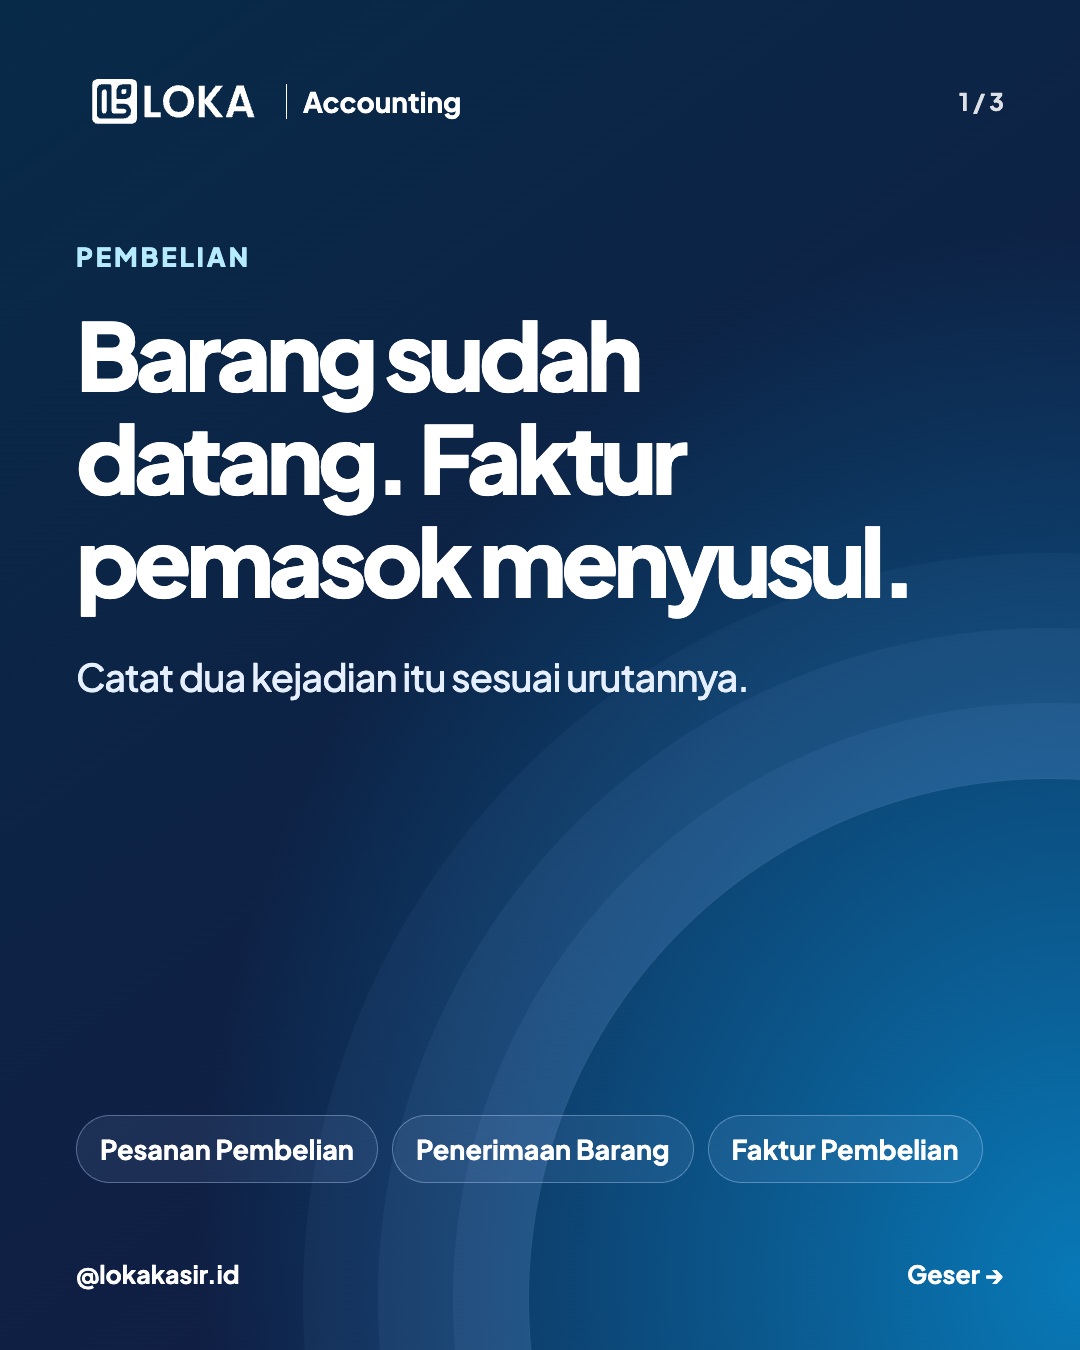 LOKA | Accounting
1 / 3
PEMBELIAN
Barang sudah
datang. Faktur
pemasok menyusul.
Catat dua kejadian itu sesuai urutannya.
Pesanan Pembelian
Penerimaan Barang
Faktur Pembelian
@lokakasir.id
Geser →